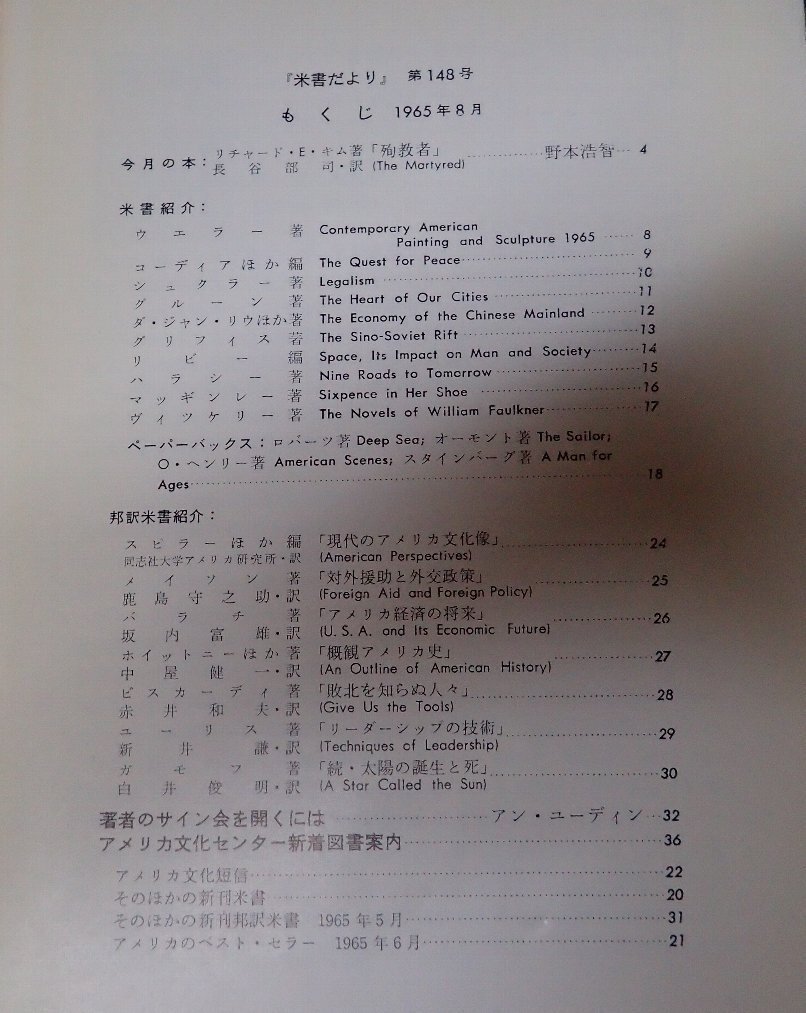 『米書だより』 第148号
もくじ 1965年8月
今月の本: リチャード・E・キム著「殉教者」……………野本浩智… 4
長谷部司・訳 (The Martyred)
米書紹介:
ウエラー著 Contemporary American
Painting and Sculpture 1965 …… 8
コーディアほか編 The Quest for Peace…… 9
シュクラー著 Legalism …… 10
グルーン著 The Heart of Our Cities …… 11
ダ・ジャン・リウほか著 The Economy of the Chinese Mainland …… 12
グリフィス著 The Sino-Soviet Rift …… 13
リビー編 Space, Its Impact on Man and Society…… 14
ハラシー著 Nine Roads to Tomorrow …… 15
マッギンレー著 Sixpence in Her Shoe …… 16
ヴィツケリー著 The Novels of William Faulkner…… 17
ペーパーバックス:ロバーツ著 Deep Sea; オーモント著 The Sailor;
O・ヘンリー著 American Scenes; スタインバーグ著 A Man for
Ages…… 18
邦訳米書紹介:
スピラーほか編 「現代のアメリカ文化像」…… 24
同志社大学アメリカ研究所・訳 (American Perspectives)
メイソン著 「対外援助と外交政策」…… 25
鹿島守之助・訳 (Foreign Aid and Foreign Policy)
バラチ著 「アメリカ経済の将来」…… 26
坂内富雄・訳 (U. S. A. and Its Economic Future)
ホイットニーほか著 「概観アメリカ史」…… 27
中屋健一・訳 (An Outline of American History)
ビスカーディ著 「敗北を知らぬ人々」…… 28
赤井和夫・訳 (Give Us the Tools)
ユーリス著 「リーダーシップの技術」…… 29
新井謙・訳 (Techniques of Leadership)
ガモフ著 「続・太陽の誕生と死」…… 30
白井俊明・訳 (A Star Called the Sun)
著者のサイン会を開くには ……アン・ユーディン… 32
アメリカ文化センター新着図書案内…… 36
アメリカ文化短信…… 22
そのほかの新刊米書 …… 20
そのほかの新刊邦訳米書 1965年5月…… 31
アメリカのベスト・セラー 1965年6月…… 21